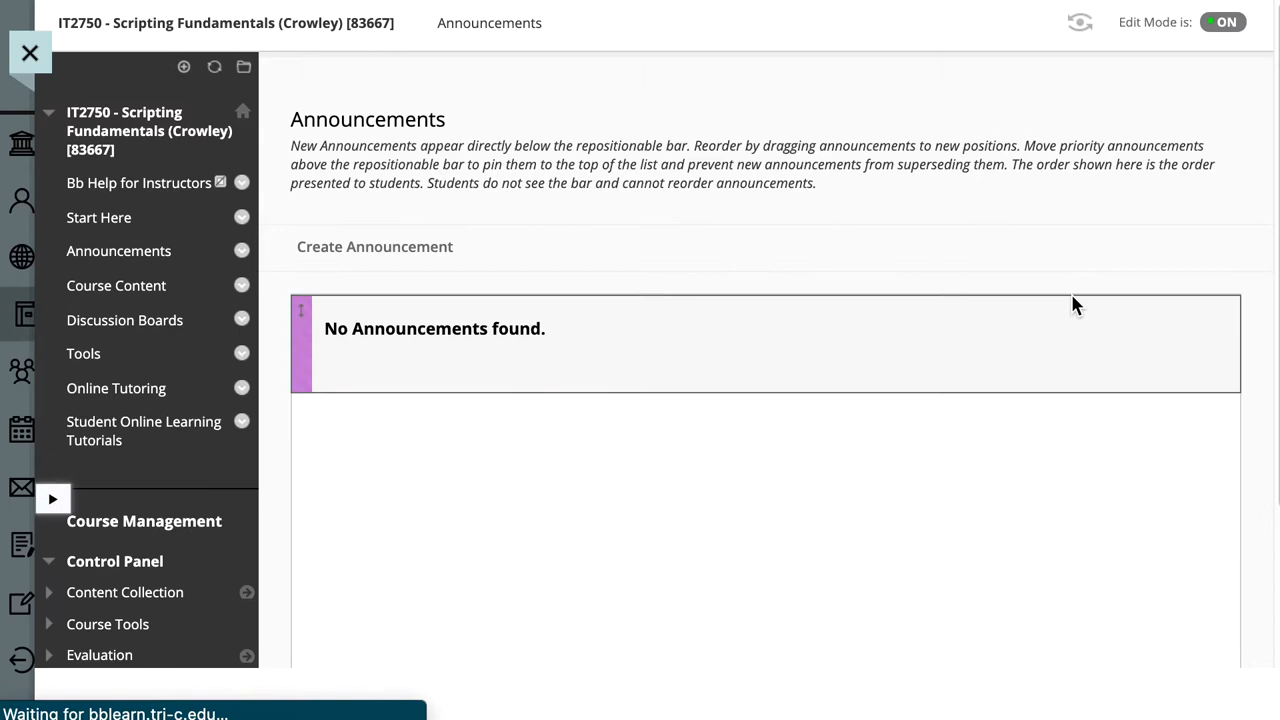 IT2750 - Scripting Fundamentals (Crowley) [83667]
Announcements
Edit Mode is:
ON
IT2750 - Scripting
Fundamentals (Crowley)
[83667]
Bb Help for Instructors
Start Here
Announcements
Course Content
Discussion Boards
Tools
Online Tutoring
Student Online Learning
Tutorials
Course Management
Control Panel
Content Collection
Course Tools
Evaluation
Announcements
New Announcements appear directly below the repositionable bar. Reorder by dragging announcements to new positions. Move priority announcements
above the repositionable bar to pin them to the top of the list and prevent new announcements from superseding them. The order shown here is the order
presented to students. Students do not see the bar and cannot reorder announcements.
Create Announcement
No Announcements found.
Waiting for bblearn.tri-c.edu...